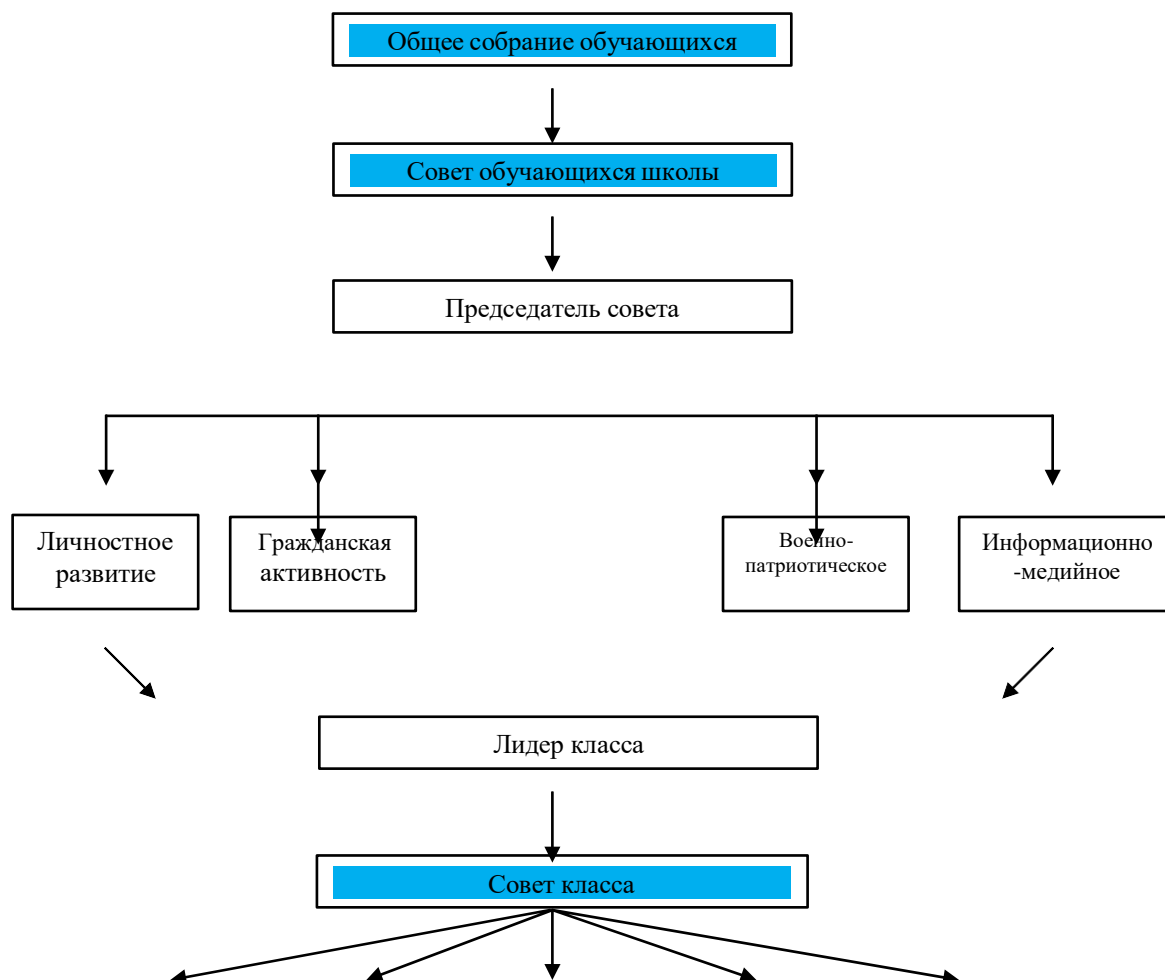 Общее собрание обучающихся
Совет обучающихся школы
Председатель совета
Личностное
развитие
Гражданская
активность
Военно-
патриотическое
Информационно
-медийное
Лидер класса
Совет класса